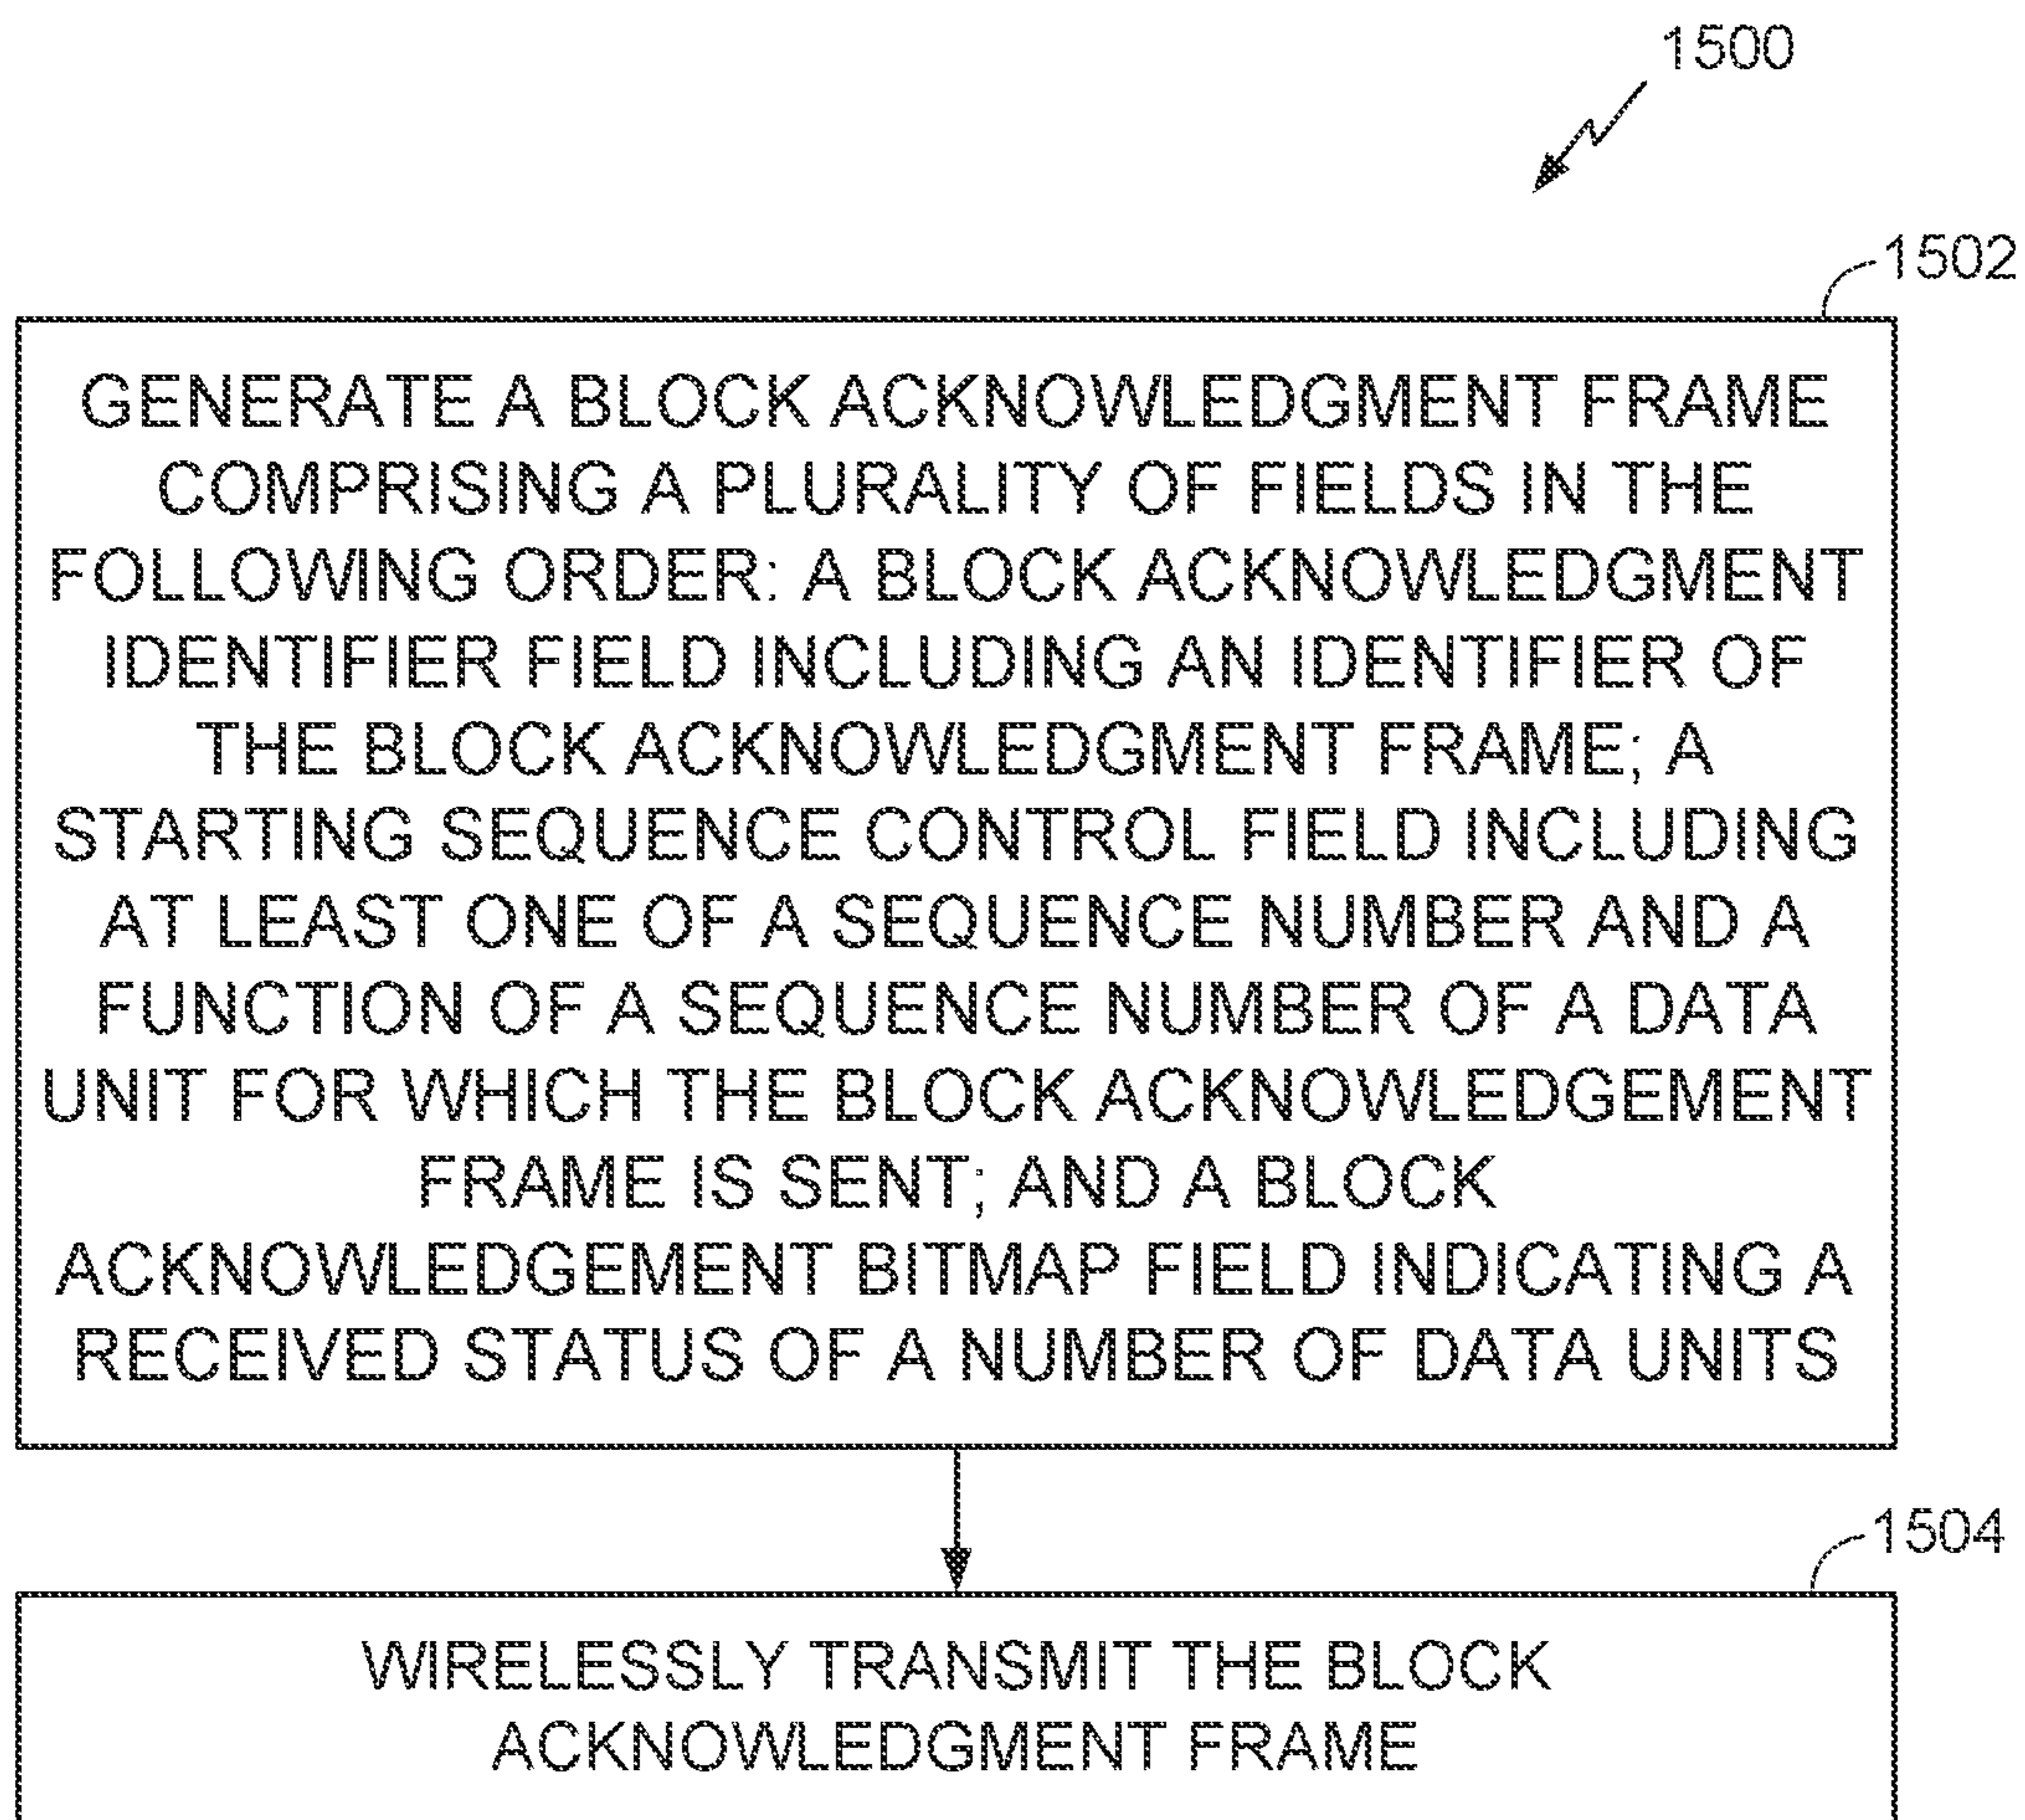 1500
1502
GENERATE A BLOCK ACKNOWLEDGMENT FRAME
COMPRISING A PLURALITY OF FIELDS IN THE
FOLLOWING ORDER: A BLOCK ACKNOWLEDGMENT
IDENTIFIER FIELD INCLUDING AN IDENTIFIER OF
THE BLOCK ACKNOWLEDGMENT FRAME; A
STARTING SEQUENCE CONTROL FIELD INCLUDING
AT LEAST ONE OF A SEQUENCE NUMBER AND A
FUNCTION OF A SEQUENCE NUMBER OF A DATA
UNIT FOR WHICH THE BLOCK ACKNOWLEDGEMENT
FRAME IS SENT; AND A BLOCK
ACKNOWLEDGEMENT BITMAP FIELD INDICATING A
RECEIVED STATUS OF A NUMBER OF DATA UNITS
1504
WIRELESSLY TRANSMIT THE BLOCK
ACKNOWLEDGMENT FRAME